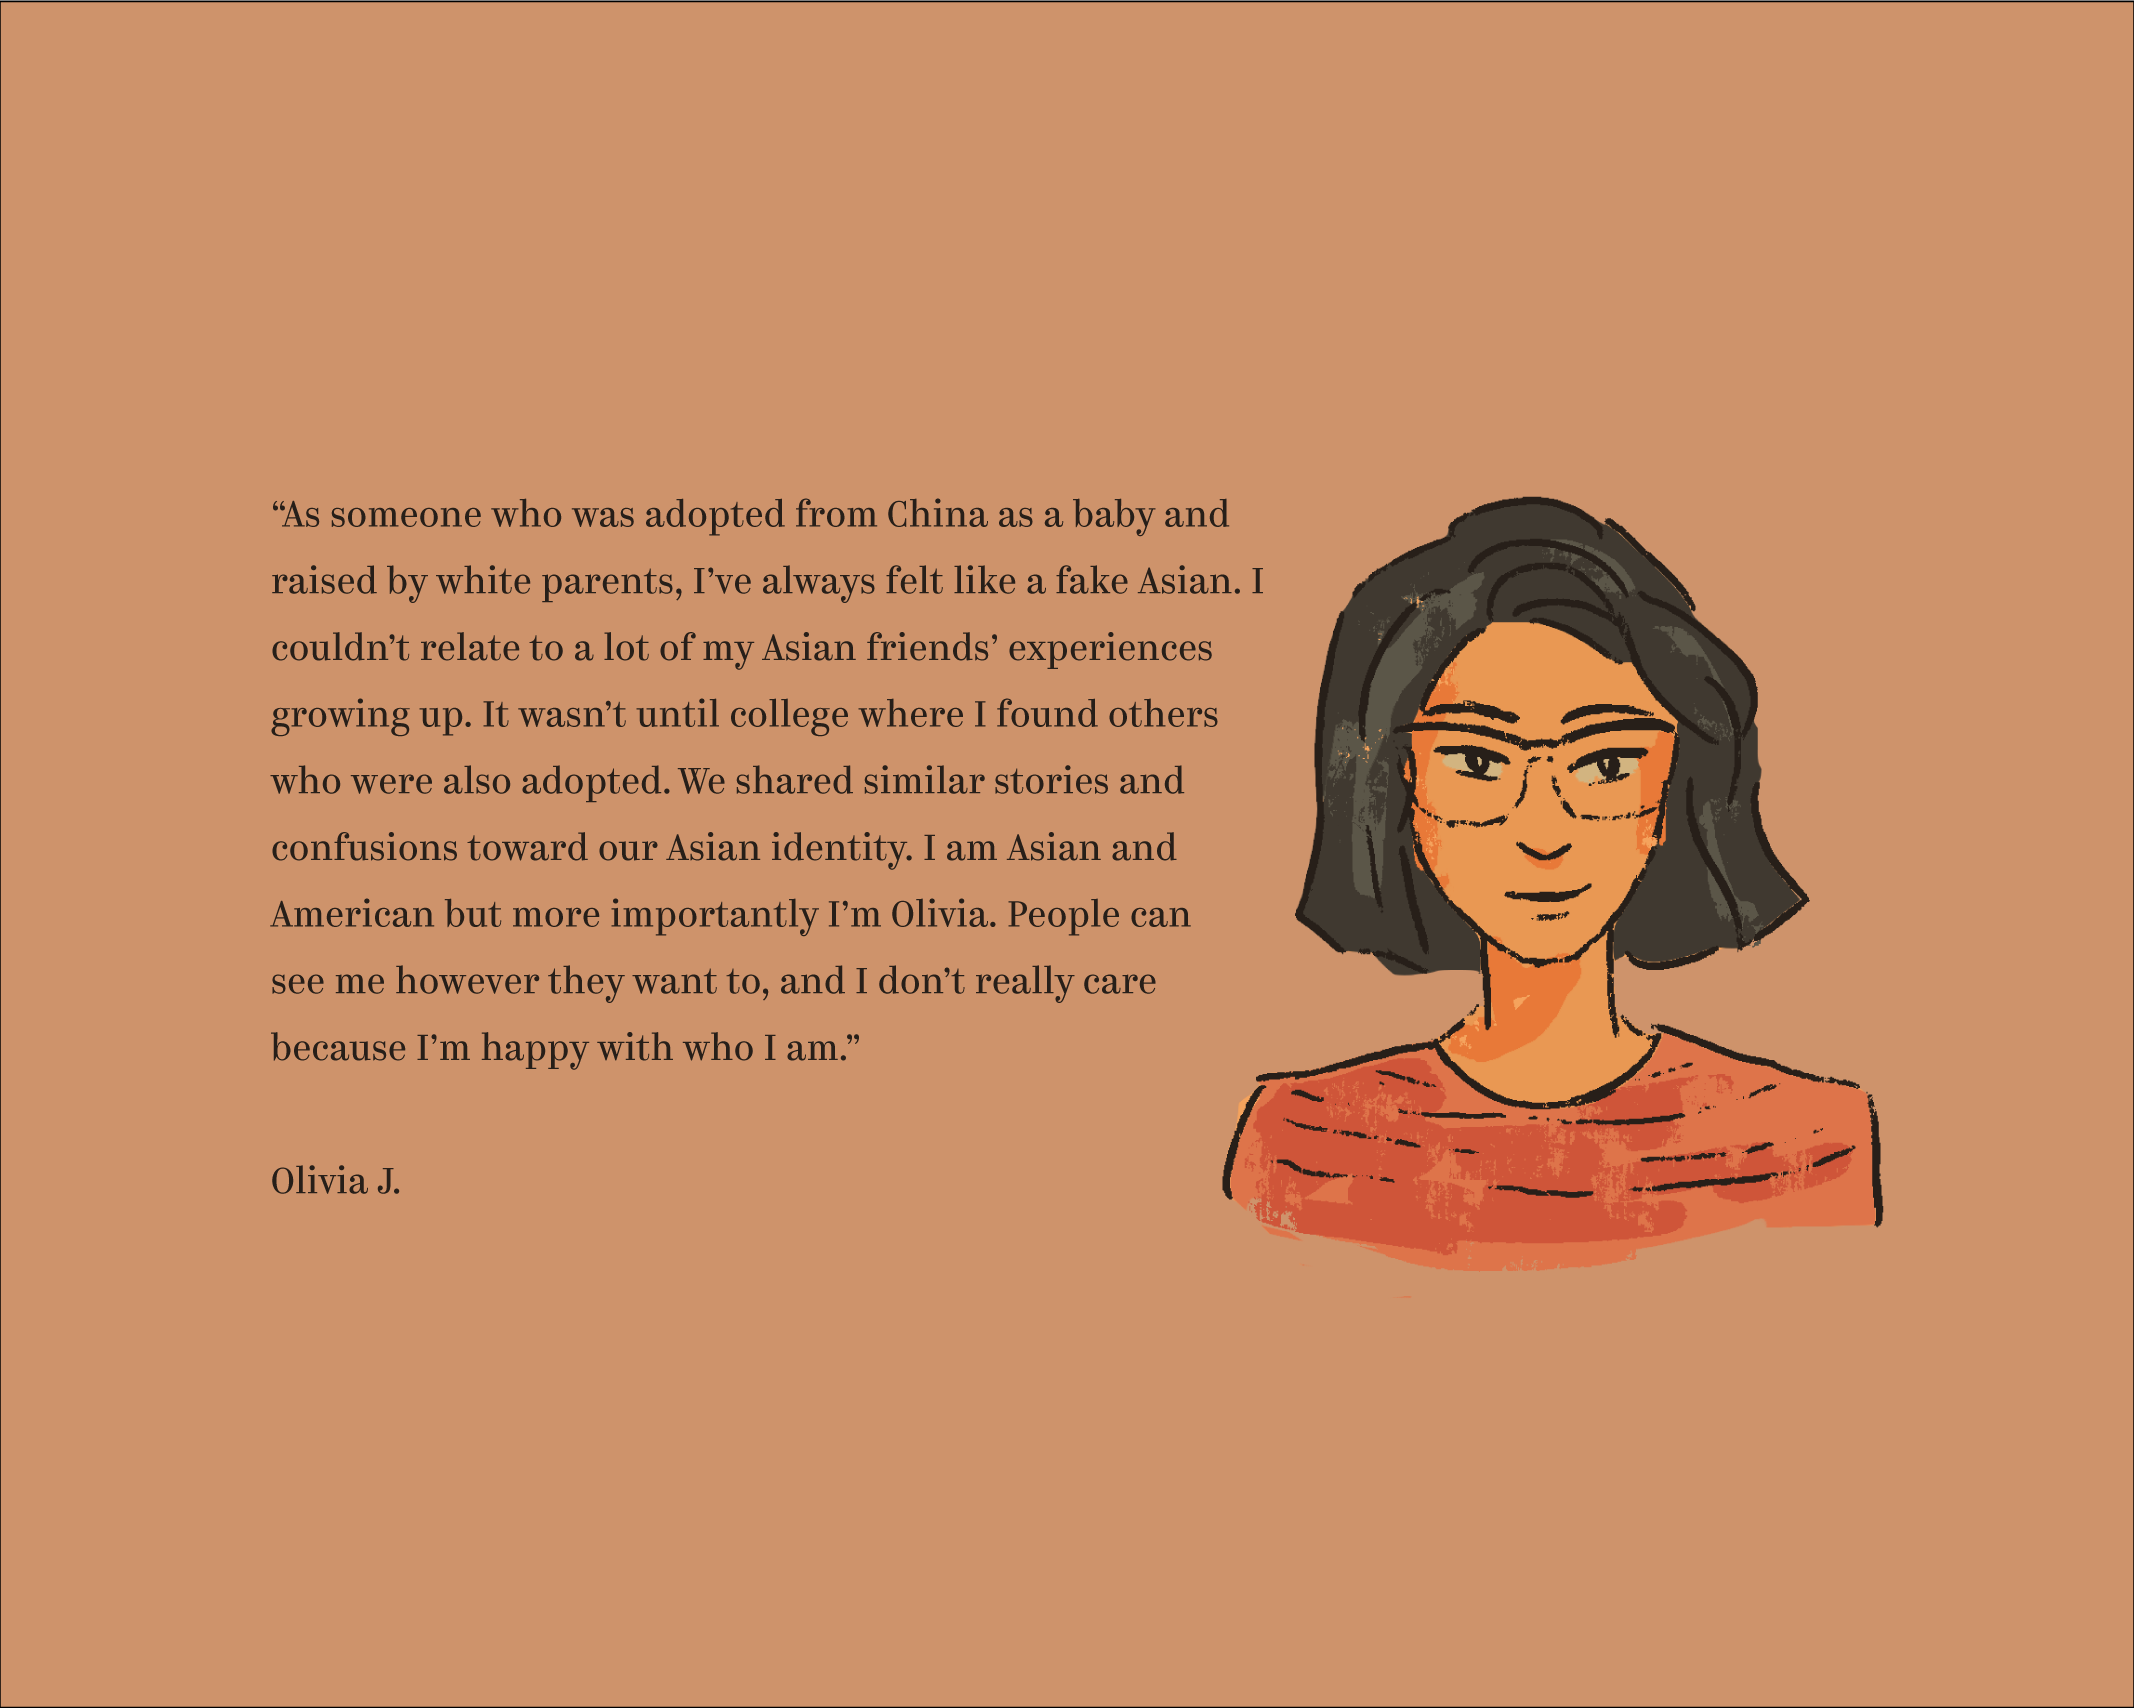 “As someone who was adopted from China as a baby and
raised by white parents, I’ve always felt like a fake Asian. I
couldn’t relate to a lot of my Asian friends’ experiences
growing up. It wasn’t until college where I found others
who were also adopted. We shared similar stories and
confusions toward our Asian identity. I am Asian and
American but more importantly I’m Olivia. People can
see me however they want to, and I don’t really care
because I’m happy with who I am.”
Olivia J.